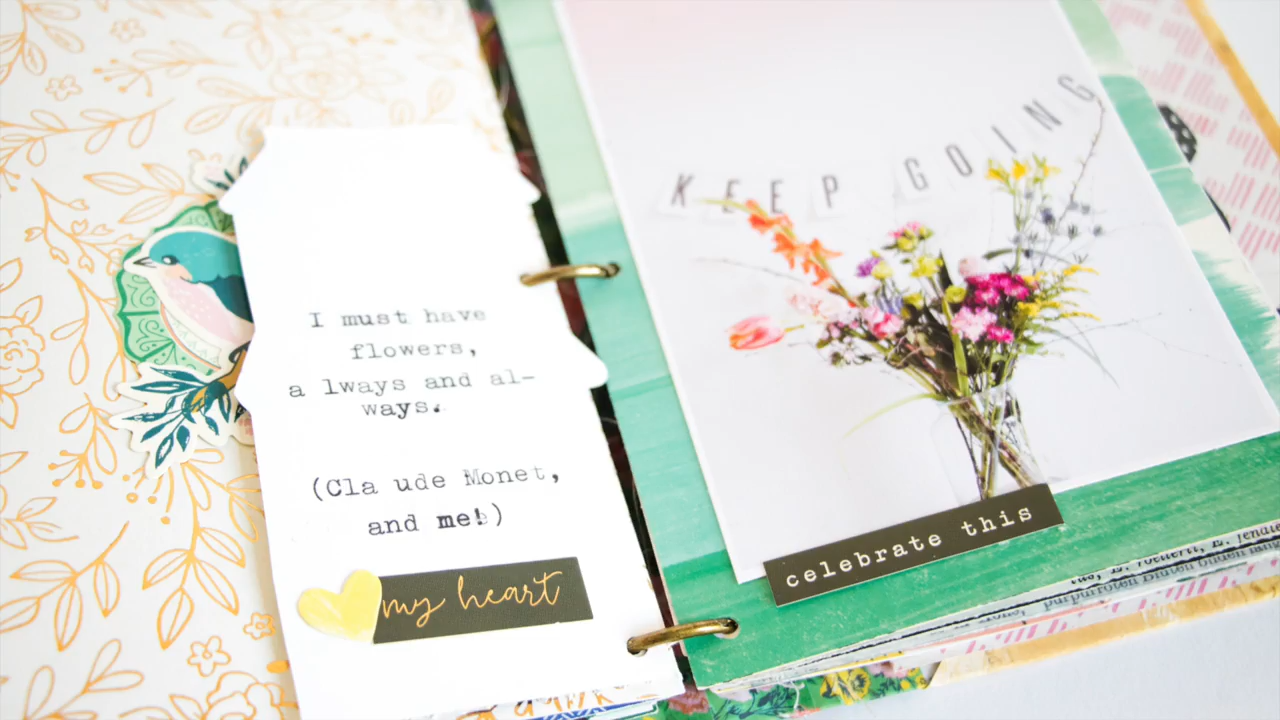 I must have
flowers,
a lways and al-
ways.
(Cla ude Monet,
and me!)
my heart
KEEP GOING
celebrate this